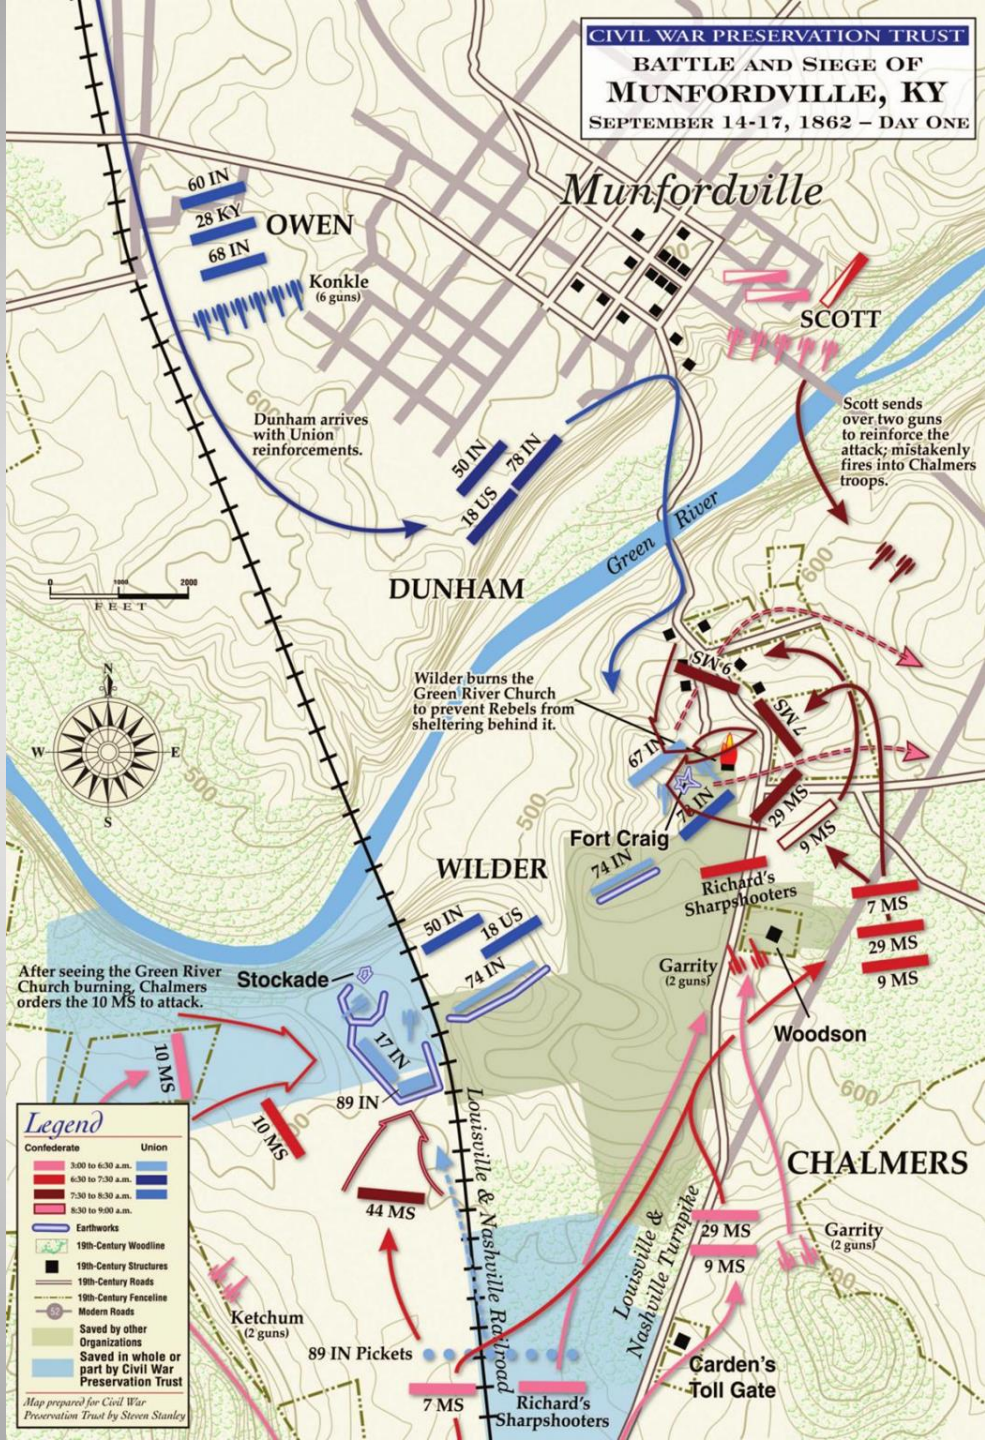 CIVIL WAR PRESERVATION TRUST
BATTLE AND SIEGE OF
MUNFORDVILLE, KY
SEPTEMBER 14-17, 1862 – DAY ONE
Munfordville
60 IN
28 KY
68 IN
OWEN
Konkle
(6 guns)
SCOTT
600
600
Dunham arrives
with Union
reinforcements.
Scott sends
over two guns
to reinforce the
attack; mistakenly
fires into Chalmers
troops.
50 IN
78 IN
18 US
DUNHAM
Green River
600
0 1000 2000
FEET
N
W
E
S
500
500
Wilder burns the
Green River Church
to prevent Rebels from
sheltering behind it.
9 MS
7 MS
67 IN
78 IN
29 MS
9 MS
Fort Craig
74 IN
WILDER
Richard's
Sharpshooters
7 MS
29 MS
9 MS
50 IN
18 US
74 IN
Garrity
(2 guns)
Woodson
After seeing the Green River
Church burning, Chalmers
orders the 10 MS to attack.
Stockade
17 IN
89 IN
10 MS
10 MS
600
44 MS
Louisville & Nashville Railroad
Louisville &
Nashville Turnpike
CHALMERS
29 MS
9 MS
Garrity
(2 guns)
Ketchum
(2 guns)
89 IN Pickets
7 MS
Richard's
Sharpshooters
Carden's
Toll Gate
Legend
Confederate Union
3:00 to 6:30 a.m.
6:30 to 7:30 a.m.
7:30 to 8:30 a.m.
8:30 to 9:00 a.m.
Earthworks
19th-Century Woodline
19th-Century Structures
19th-Century Roads
19th-Century Fenceline
Modern Roads
Saved by other
Organizations
Saved in whole or
part by Civil War
Preservation Trust
Map prepared for Civil War
Preservation Trust by Steven Stanley